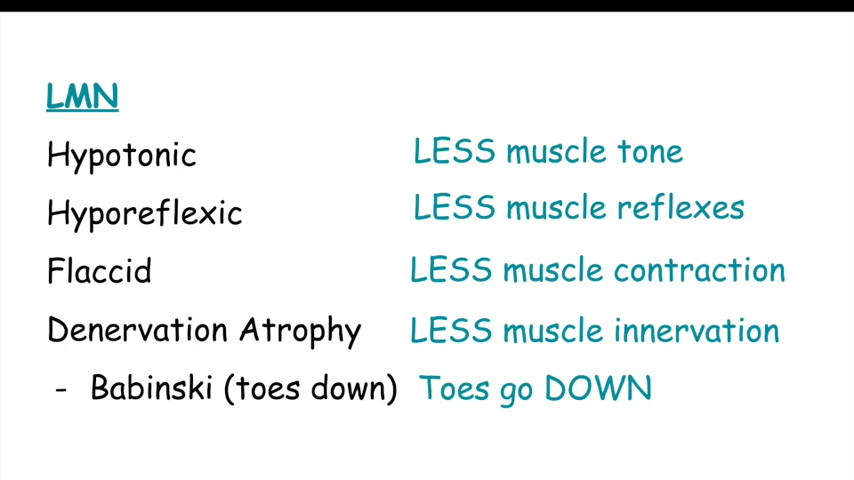 LMN
Hypotonic LESS muscle tone
Hyporeflexic LESS muscle reflexes
Flaccid LESS muscle contraction
Denervation Atrophy LESS muscle innervation
- Babinski (toes down) Toes go DOWN